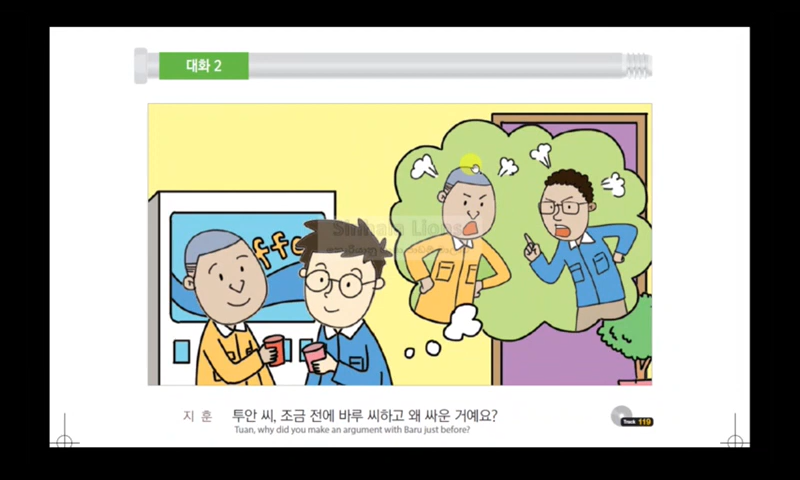 대화 2
ffc
지 훈 투안 씨, 조금 전에 바루 씨하고 왜 싸운 거예요?
Tuan, why did you make an argument with Baru just before?
Track 119